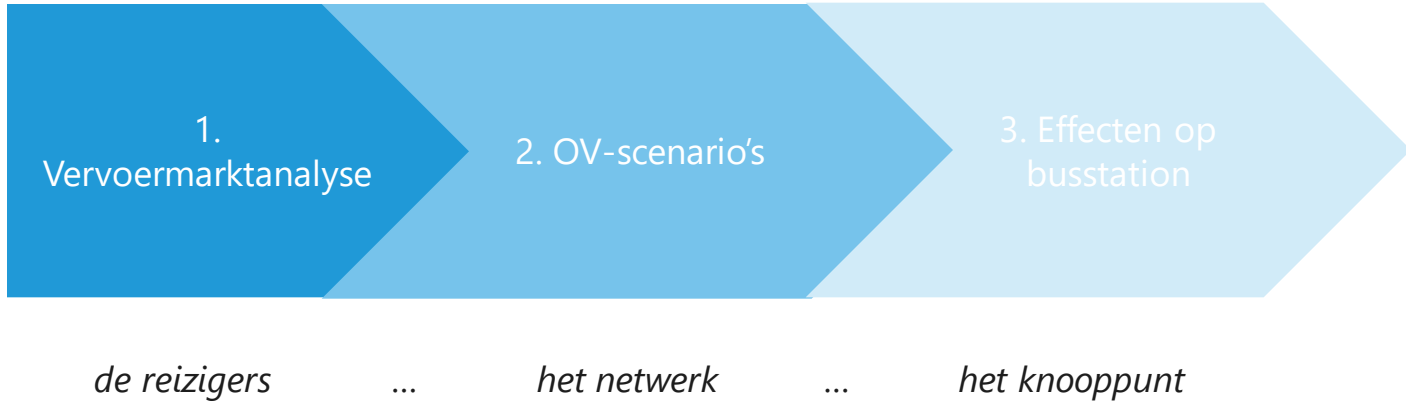 1.
Vervoermarktanalyse
2. OV-scenario’s
3. Effecten op
busstation
de reizigers ... het netwerk ... het knooppunt